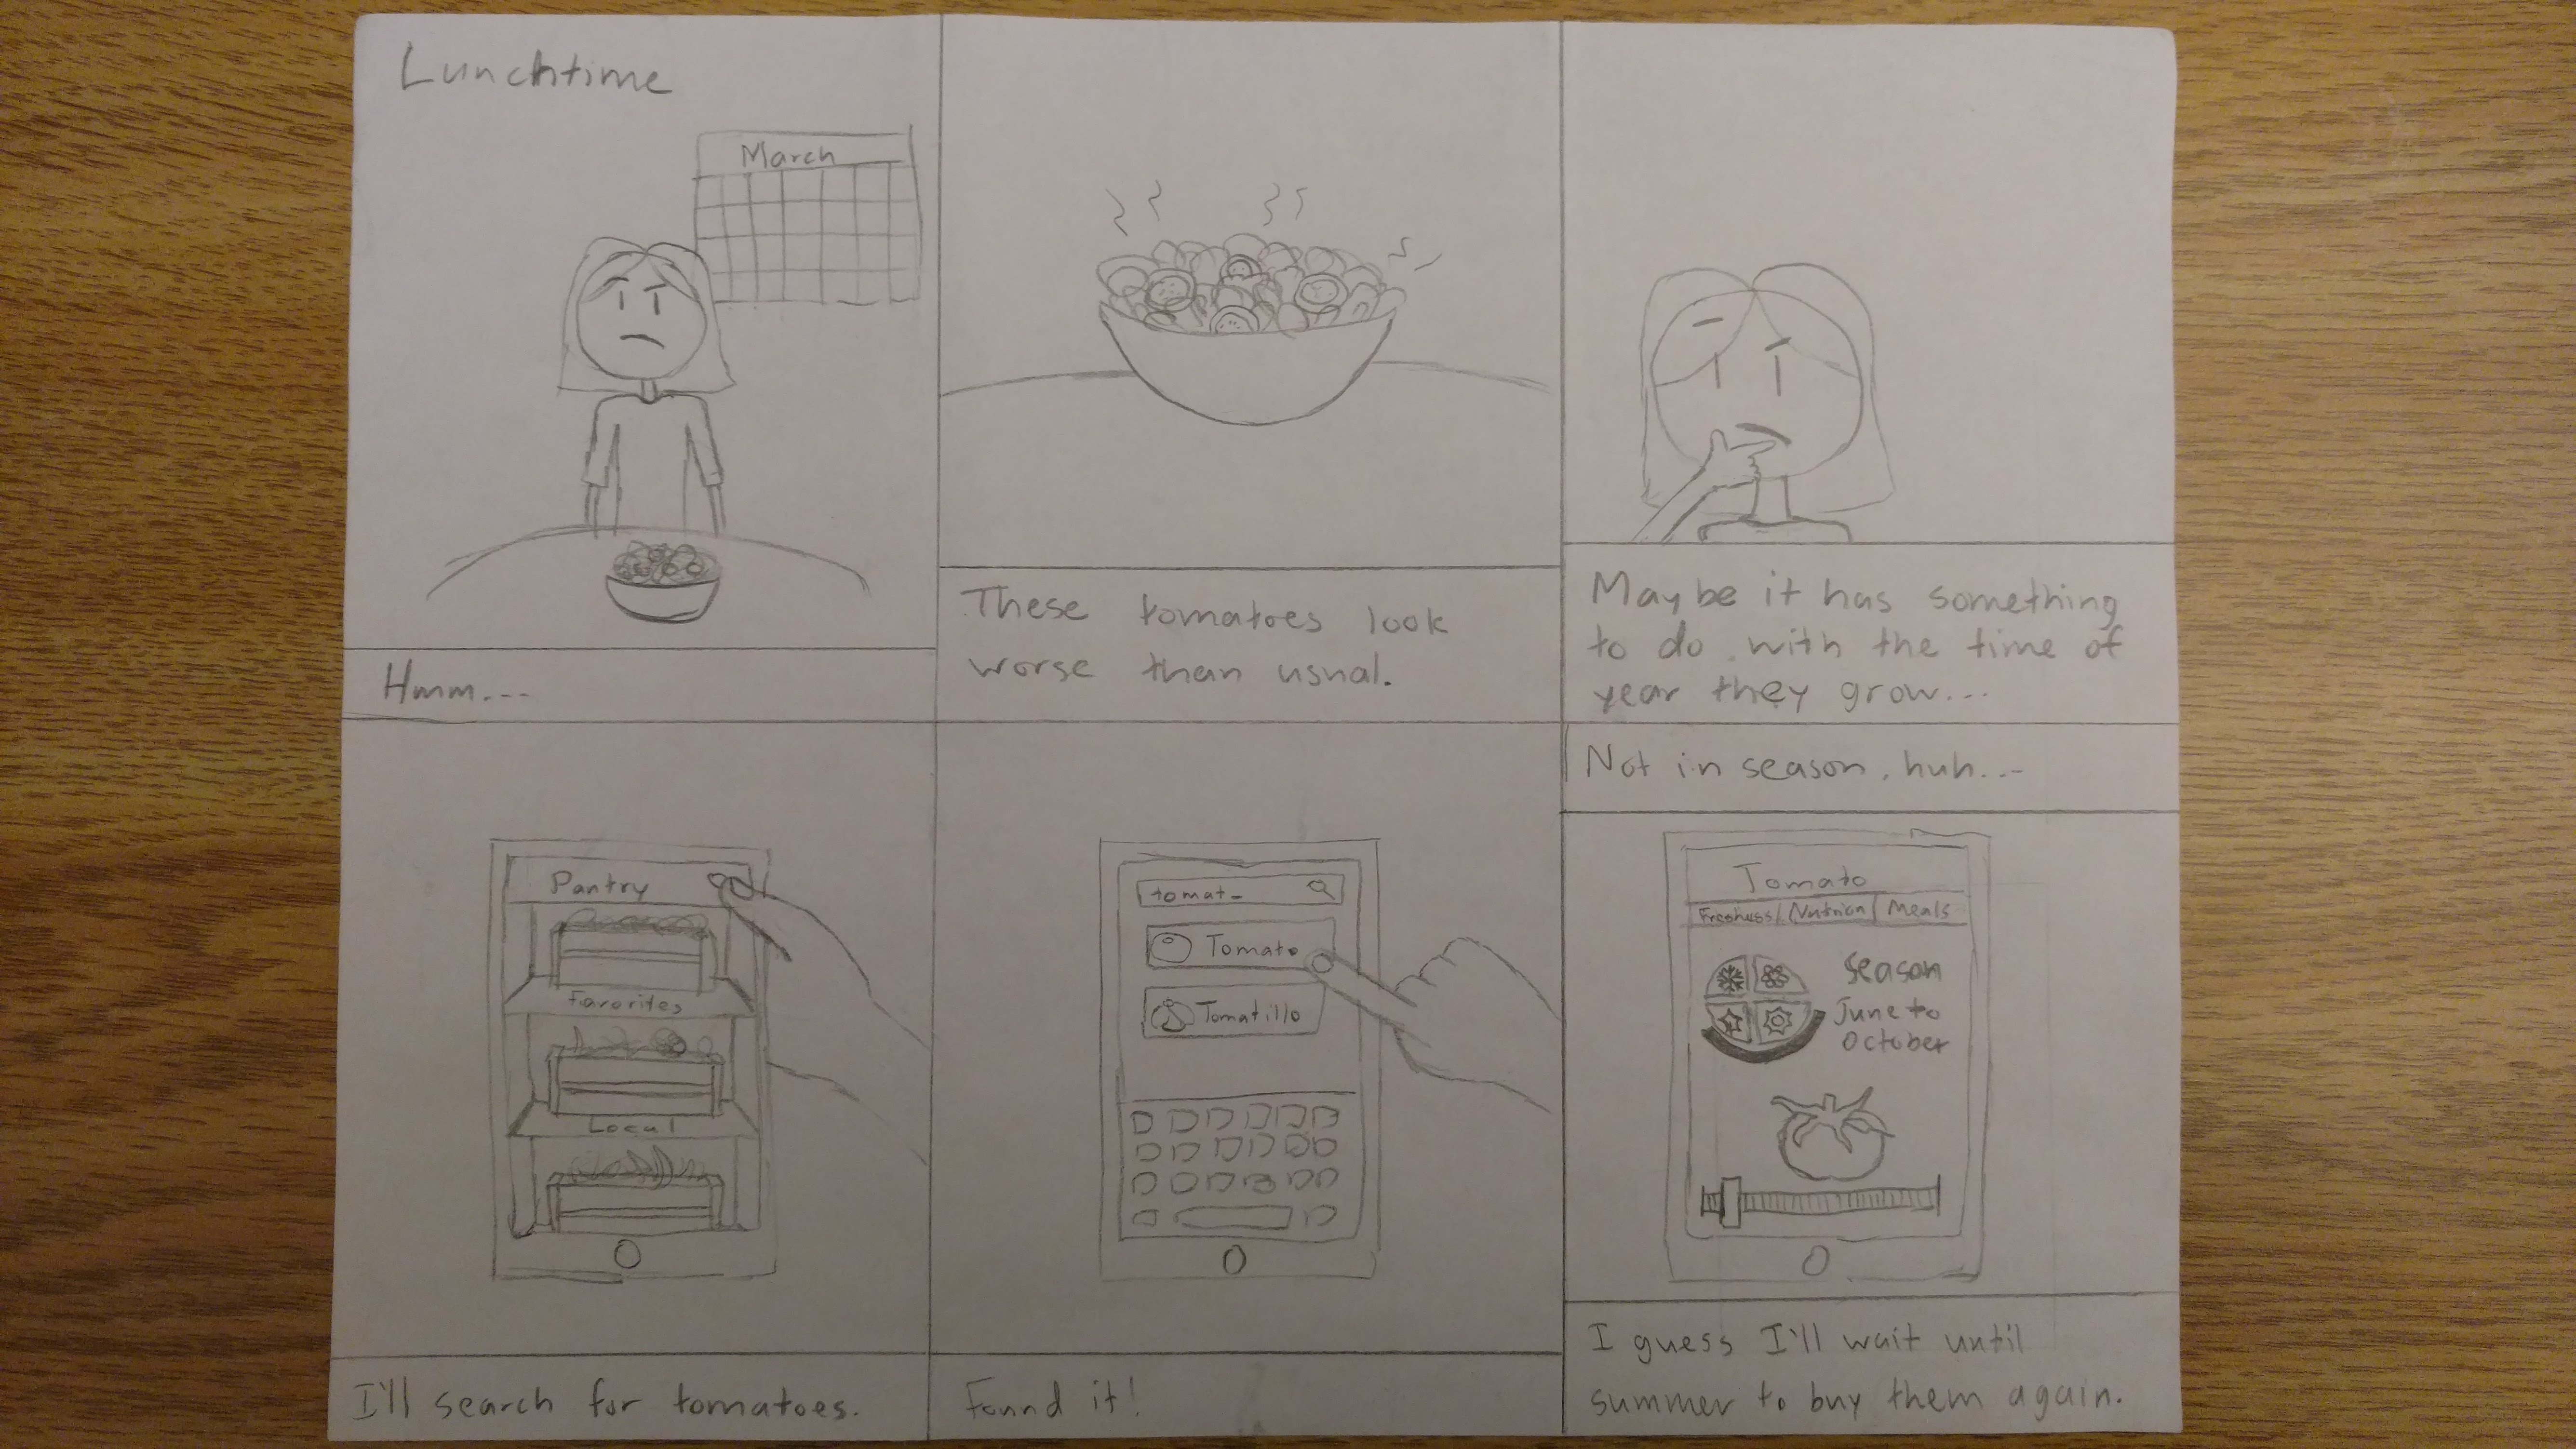 Lunchtime
March
Hmm...
These tomatoes look
worse than usual.
Maybe it has something
to do with the time of
year they grow...
Pantry
Favorites
Local
I'll search for tomatoes.
tomat_
Tomato
Tomatillo
Found it!
Not in season, huh...
Tomato
Freshness Nutrion Meals
Season
June to
October
I guess I'll wait until
summer to buy them again.